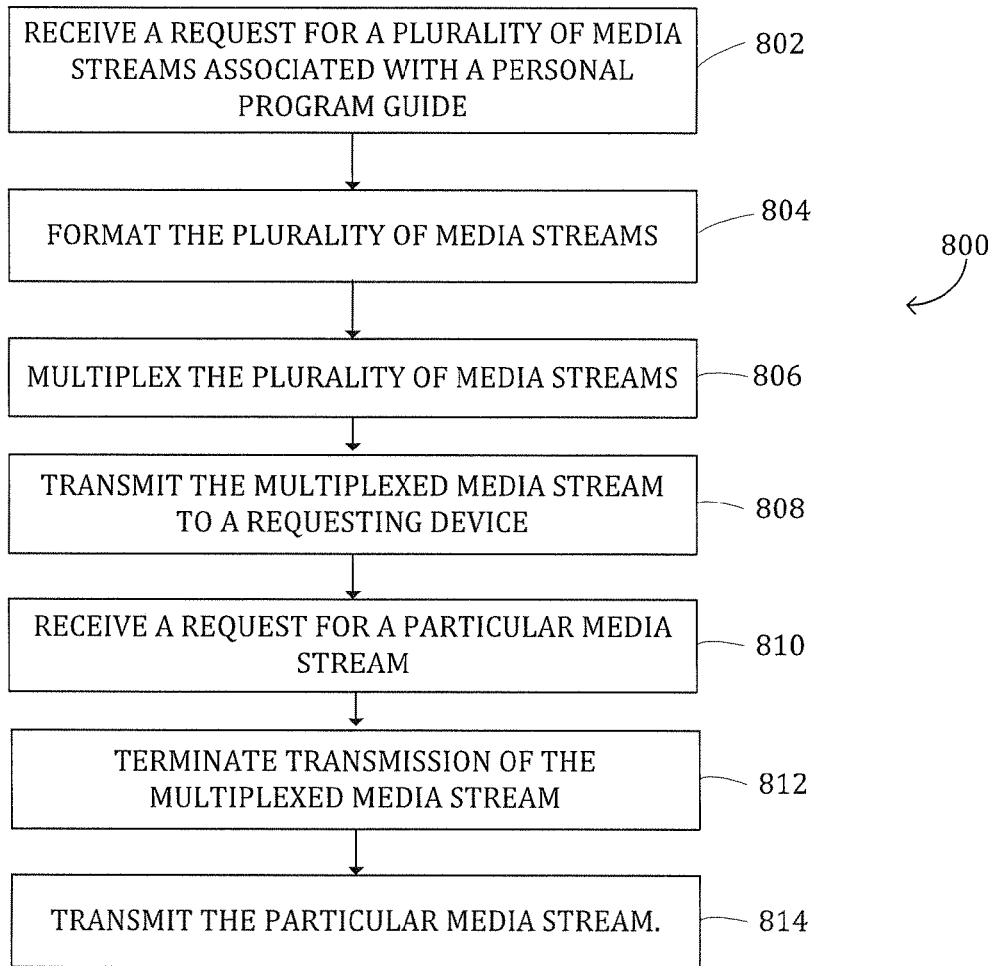 RECEIVE A REQUEST FOR A PLURALITY OF MEDIA
STREAMS ASSOCIATED WITH A PERSONAL
PROGRAM GUIDE
802
FORMAT THE PLURALITY OF MEDIA STREAMS
804
800
MULTIPLEX THE PLURALITY OF MEDIA STREAMS
806
TRANSMIT THE MULTIPLEXED MEDIA STREAM
TO A REQUESTING DEVICE
808
RECEIVE A REQUEST FOR A PARTICULAR MEDIA
STREAM
810
TERMINATE TRANSMISSION OF THE
MULTIPLEXED MEDIA STREAM
812
TRANSMIT THE PARTICULAR MEDIA STREAM.
814